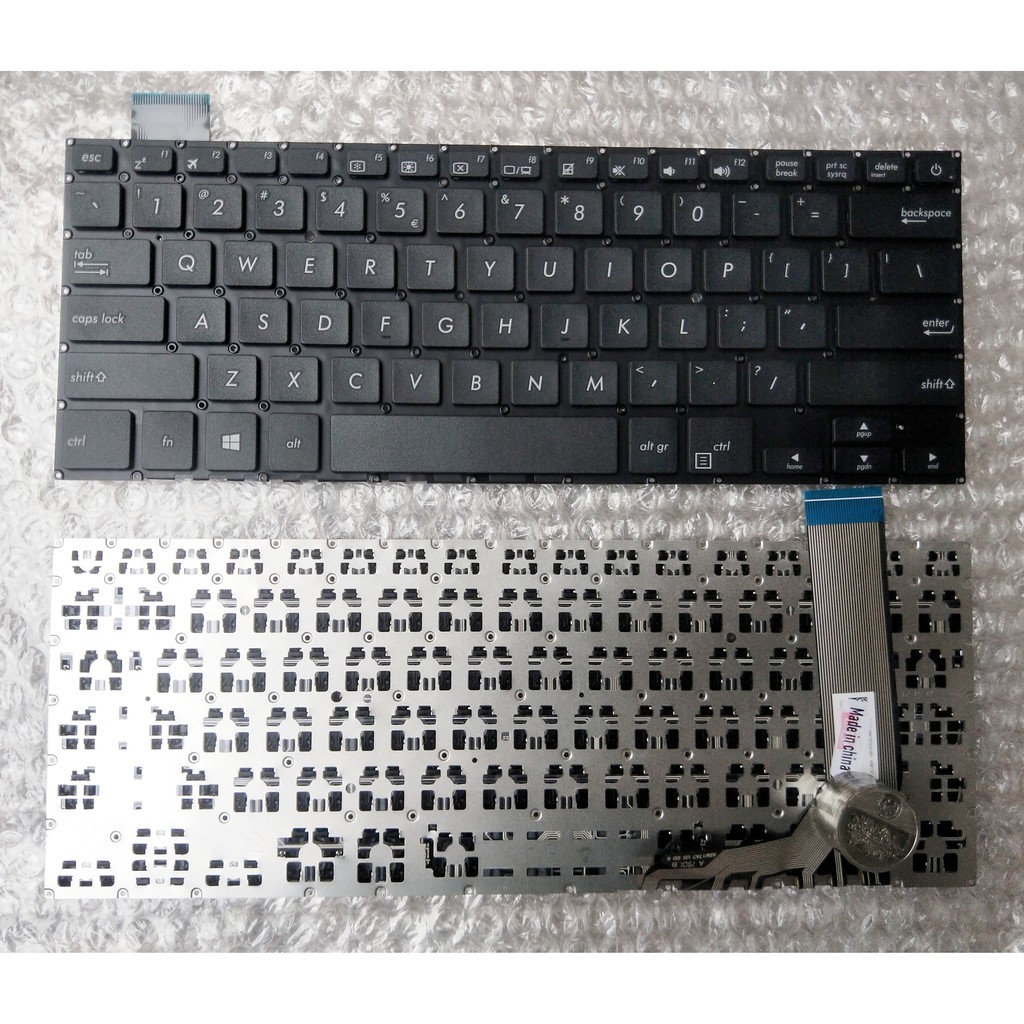 esc zz f1 f2 f3 f4 f5 f6 f7 f8 f9 f10 f11 f12 pause break prt sc sysrq delete insert
~ ` ! 1 @ 2 # 3 $ 4 % 5 € ^ 6 & 7 * 8 ( 9 ) 0 - + = backspace
tab Q W E R T Y U I O P { [ } ] | \
caps lock A S D F G H J K L : ; " ' enter
shift Z X C V B N M < , > . ? / shift
ctrl fn alt alt gr ctrl home pgup pgdn end
Made in china